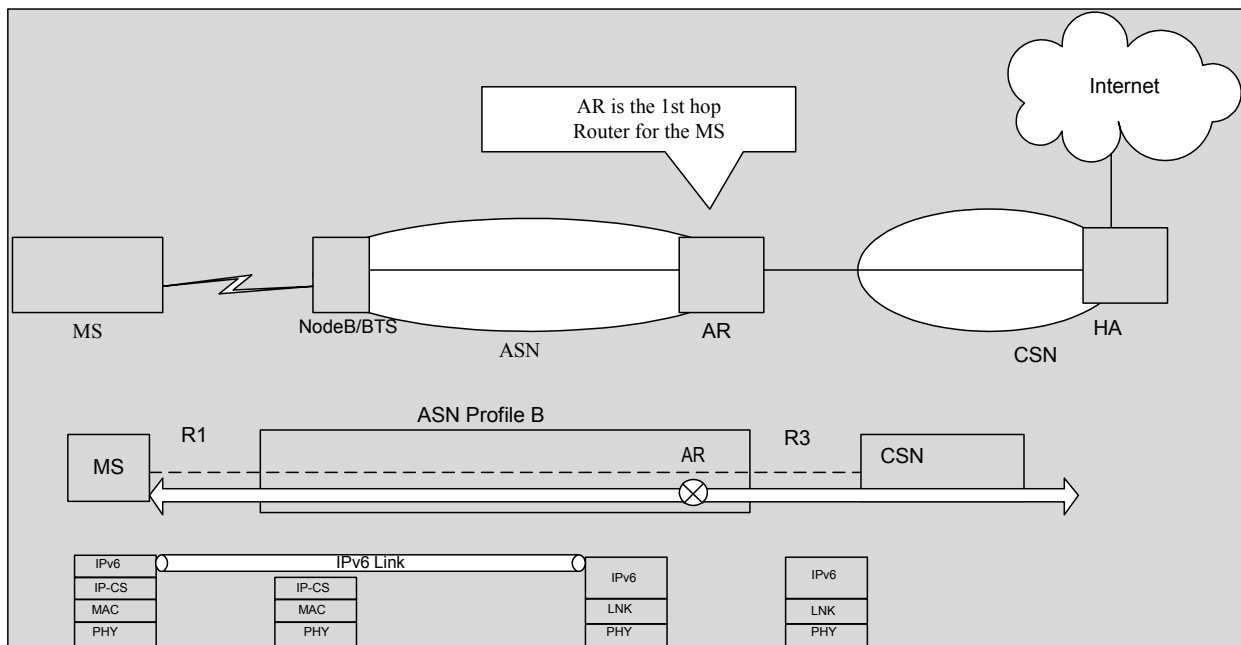 Internet
AR is the 1st hop
Router for the MS
MS
NodeB/BTS
ASN
AR
CSN
HA
ASN Profile B
R1
R3
MS
AR
CSN
IPv6 Link
IPv6
IP-CS
MAC
PHY
IP-CS
MAC
PHY
IPv6
LNK
PHY
IPv6
LNK
PHY